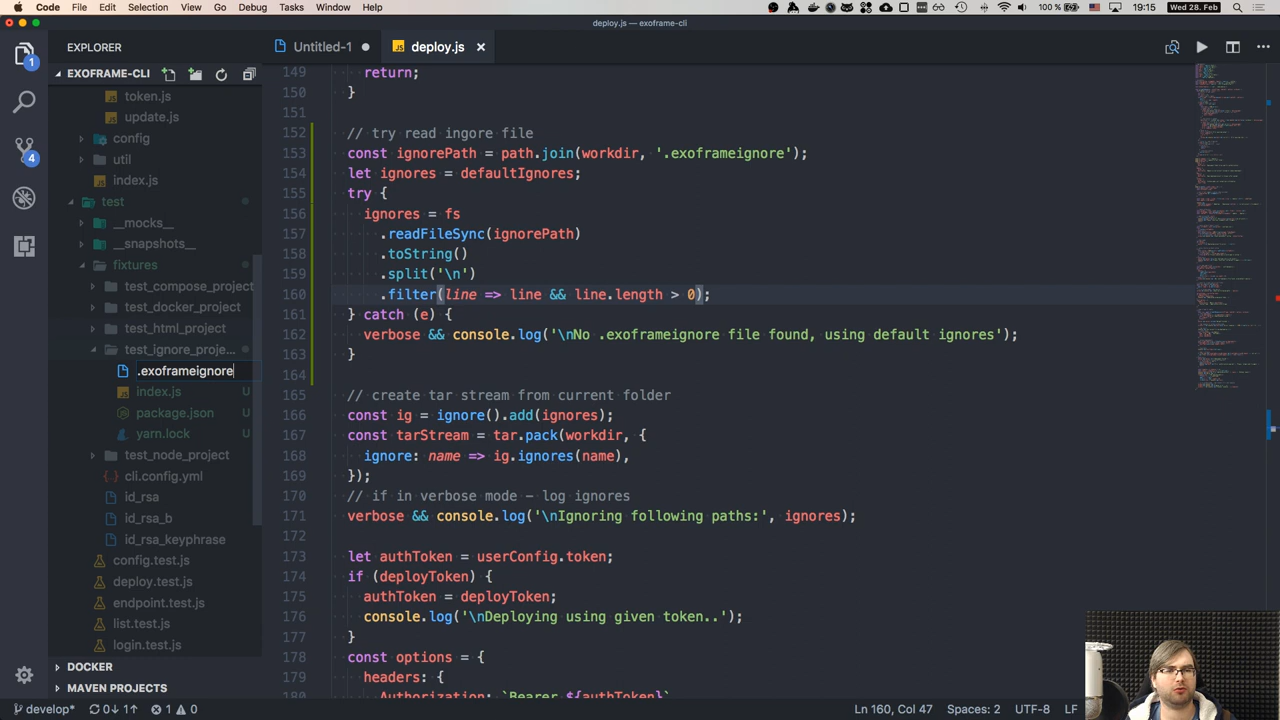 Code File Edit Selection View Go Debug Tasks Window Help 100% 19:15 Wed 28. Feb
deploy.js — exoframe-cli
EXPLORER
Untitled-1
deploy.js
1
EXOFRAME-CLI
token.js
update.js
config
util
index.js
test
__mocks__
__snapshots__
fixtures
test_compose_project
test_docker_project
test_html_project
test_ignore_proje...
.exoframeignore
index.js U
package.json U
yarn.lock U
test_node_project
cli.config.yml
id_rsa
id_rsa_b
id_rsa_keyphrase
config.test.js
deploy.test.js
endpoint.test.js
list.test.js
login.test.js
DOCKER
MAVEN PROJECTS
4
149 return;
150 }
151
152 // try read ingore file
153 const ignorePath = path.join(workdir, '.exoframeignore');
154 let ignores = defaultIgnores;
155 try {
156 ignores = fs
157 .readFileSync(ignorePath)
158 .toString()
159 .split('\n')
160 .filter(line => line && line.length > 0);
161 } catch (e) {
162 verbose && console.log('\nNo .exoframeignore file found, using default ignores');
163 }
164
165 // create tar stream from current folder
166 const ig = ignore().add(ignores);
167 const tarStream = tar.pack(workdir, {
168 ignore: name => ig.ignores(name),
169 });
170 // if in verbose mode - log ignores
171 verbose && console.log('\nIgnoring following paths:', ignores);
172
173 let authToken = userConfig.token;
174 if (deployToken) {
175 authToken = deployToken;
176 console.log('\nDeploying using given token..');
177 }
178 const options = {
179 headers: {
180 Authorization: `Bearer ${authToken}`
develop* 0↓ 1↑ 1 0
Ln 160, Col 47 Spaces: 2 UTF-8 LF